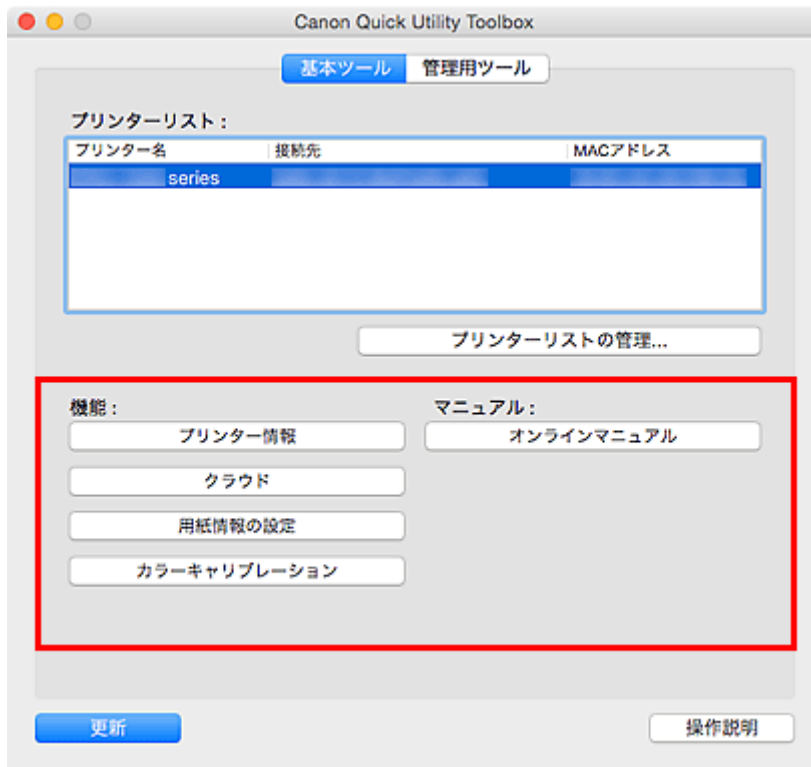 Canon Quick Utility Toolbox
基本ツール 管理用ツール
プリンターリスト：
プリンター名 接続先 MACアドレス
series
プリンターリストの管理...
機能： マニュアル：
プリンター情報 オンラインマニュアル
クラウド
用紙情報の設定
カラーキャリブレーション
更新 操作説明